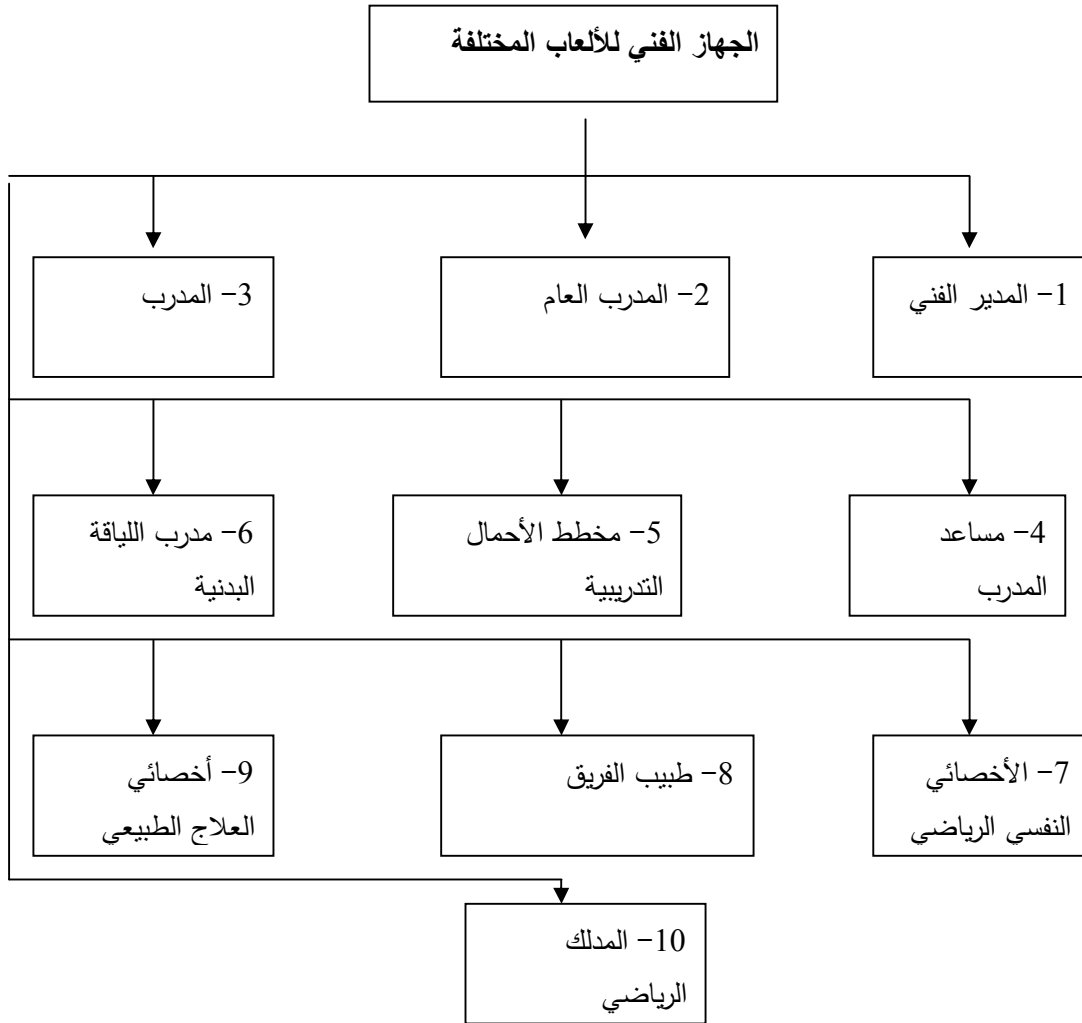 الجهاز الفني للألعاب المختلفة
1- المدير الفني
2- المدرب العام
3- المدرب
4- مساعد
المدرب
5- مخطط الأحمال
التدريبية
6- مدرب اللياقة
البدنية
7- الأخصائي
النفسي الرياضي
8- طبيب الفريق
9- أخصائي
العلاج الطبيعي
10- المدلك
الرياضي